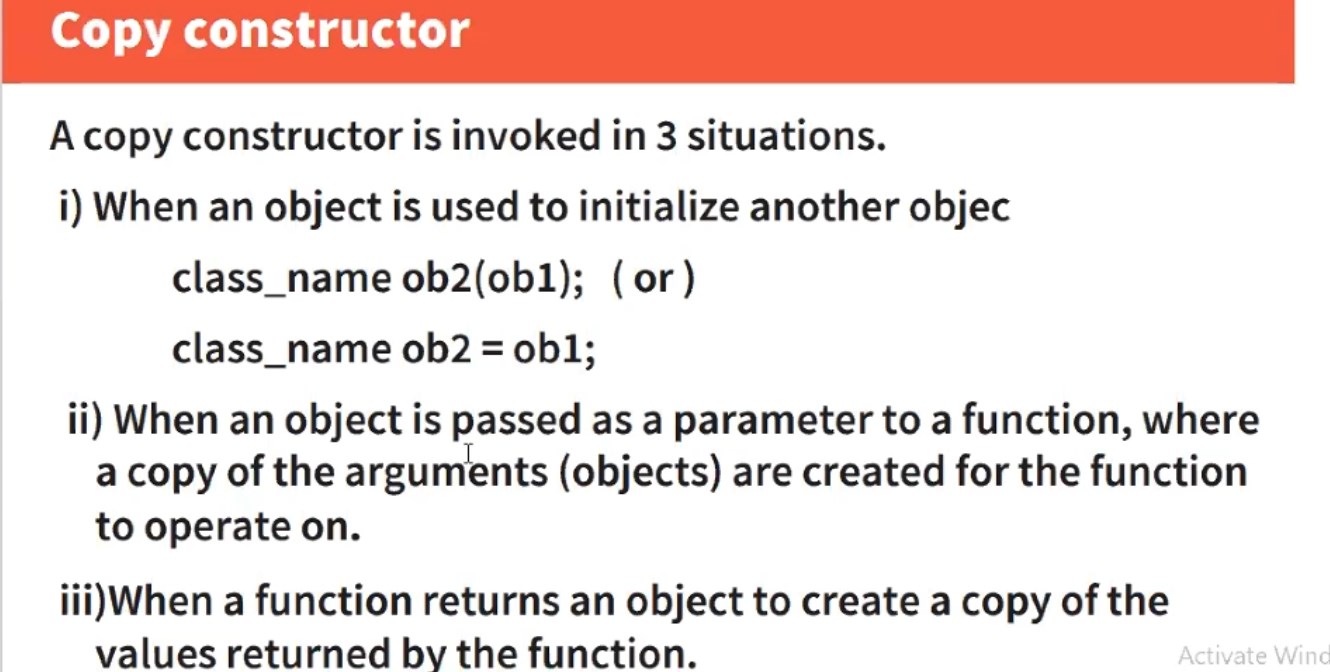 Copy constructor
A copy constructor is invoked in 3 situations.
i) When an object is used to initialize another objec
class_name ob2(ob1); ( or )
class_name ob2 = ob1;
ii) When an object is passed as a parameter to a function, where
a copy of the arguments (objects) are created for the function
to operate on.
iii)When a function returns an object to create a copy of the
values returned by the function.
Activate Wind